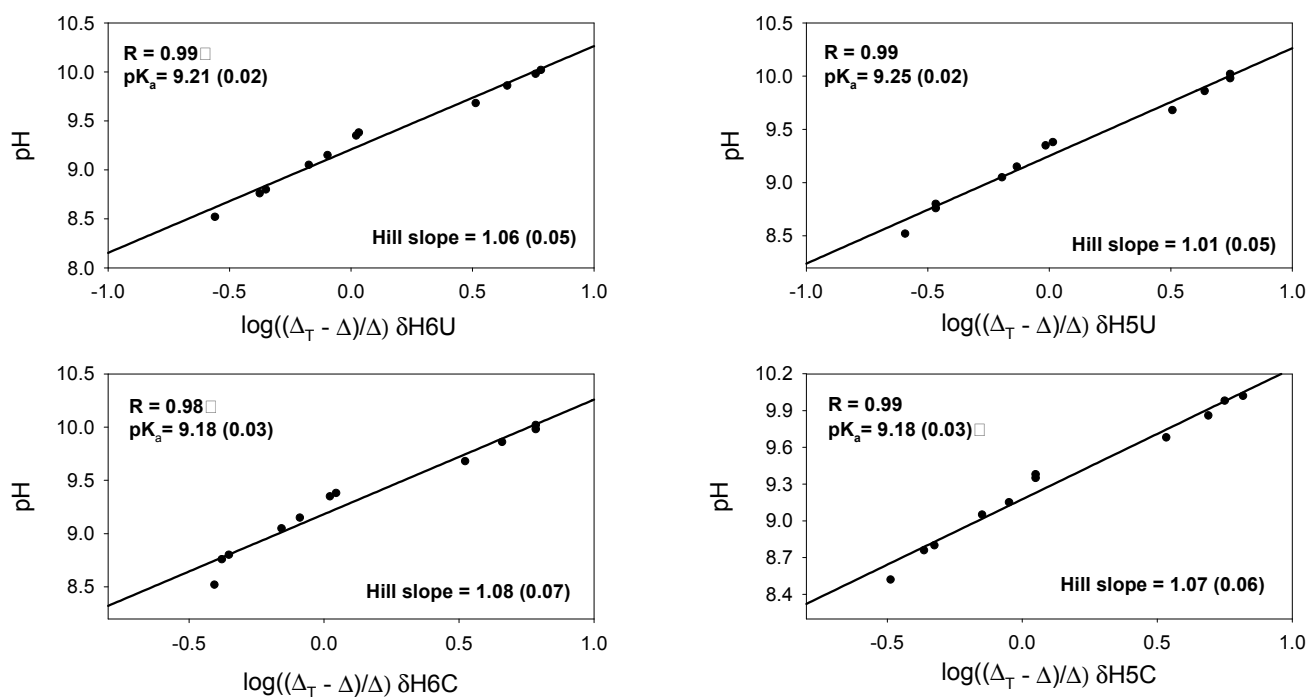 10.5
R = 0.99□
pKₐ= 9.21 (0.02)
10.0
9.5
pH
9.0
8.5
Hill slope = 1.06 (0.05)
8.0
-1.0 -0.5 0.0 0.5 1.0
log((Δ_T - Δ)/Δ) δH6U
10.5
R = 0.99
pKₐ= 9.25 (0.02)
10.0
9.5
pH
9.0
8.5
Hill slope = 1.01 (0.05)
8.0
-1.0 -0.5 0.0 0.5 1.0
log((Δ_T - Δ)/Δ) δH5U
10.5
R = 0.98□
pKₐ= 9.18 (0.03)
10.0
9.5
pH
9.0
8.5
Hill slope = 1.08 (0.07)
-0.5 0.0 0.5 1.0
log((Δ_T - Δ)/Δ) δH6C
10.2
R = 0.99
pKₐ= 9.18 (0.03)□
9.9
9.6
pH
9.3
9.0
8.7
Hill slope = 1.07 (0.06)
8.4
-0.5 0.0 0.5 1.0
log((Δ_T - Δ)/Δ) δH5C